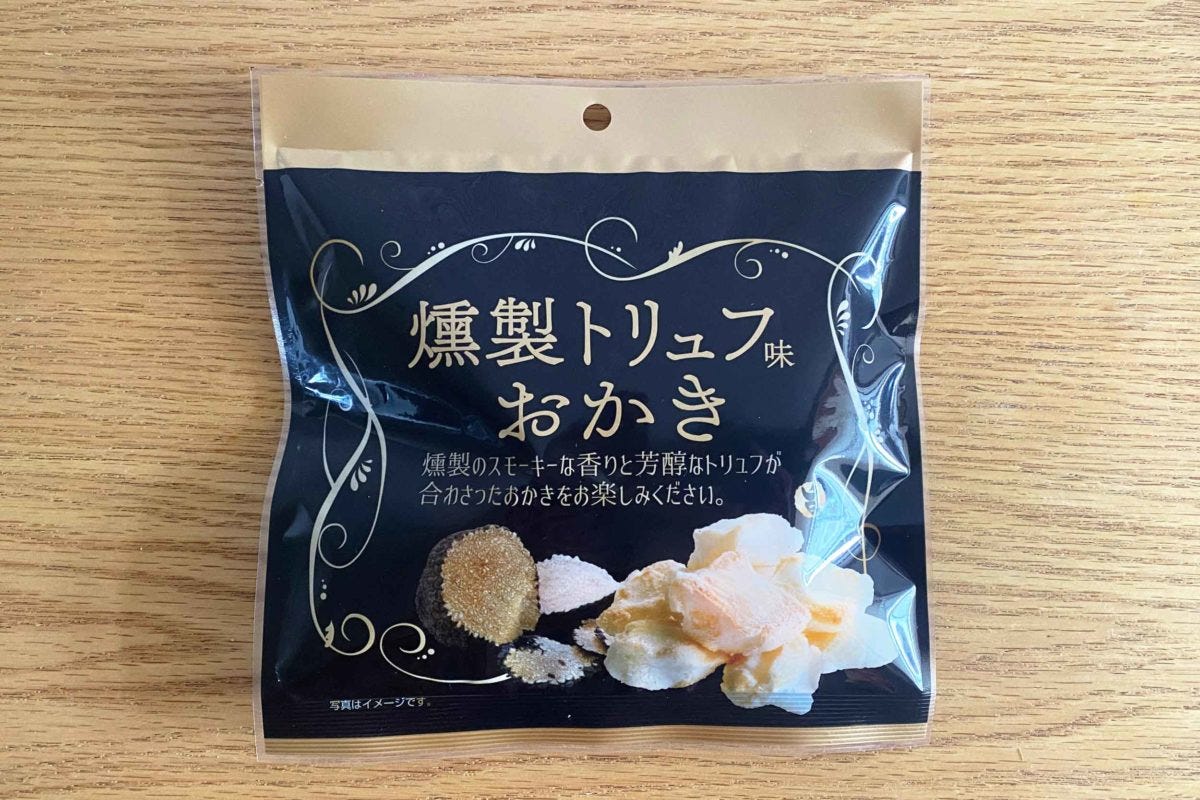 燻製トリュフ味
おかき
燻製のスモーキーな香りと芳醇なトリュフが
合わさったおかきをお楽しみください。
写真はイメージです。